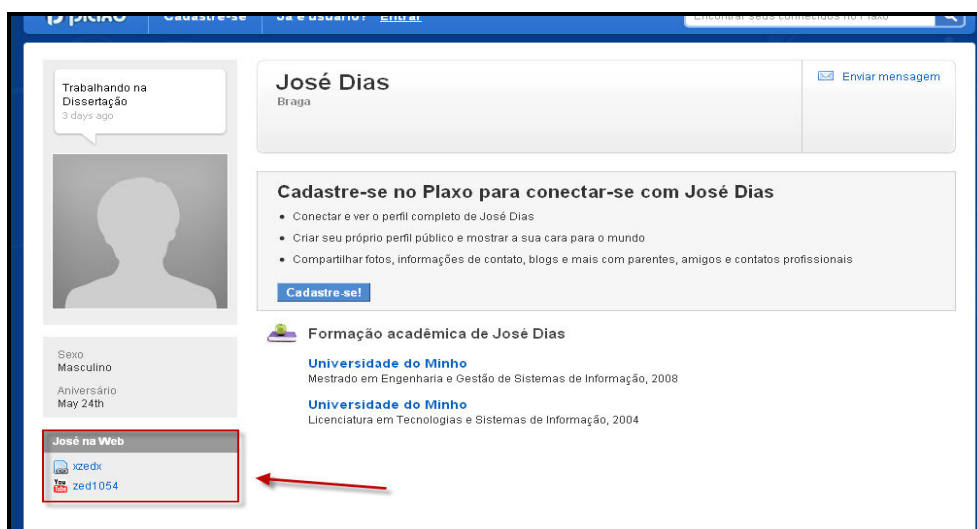 plaxo Cadastre-se Já é usuário? Entrar
Encontrar seus conhecidos no Plaxo
Trabalhando na
Dissertação
3 days ago
José Dias
Braga
Enviar mensagem
Cadastre-se no Plaxo para conectar-se com José Dias
• Conectar e ver o perfil completo de José Dias
• Criar seu próprio perfil público e mostrar a sua cara para o mundo
• Compartilhar fotos, informações de contato, blogs e mais com parentes, amigos e contatos profissionais
Cadastre-se!
Formação acadêmica de José Dias
Universidade do Minho
Mestrado em Engenharia e Gestão de Sistemas de Informação, 2008
Universidade do Minho
Licenciatura em Tecnologias e Sistemas de Informação, 2004
Sexo
Masculino
Aniversário
May 24th
José na Web
xzedx
You Tube zed1054